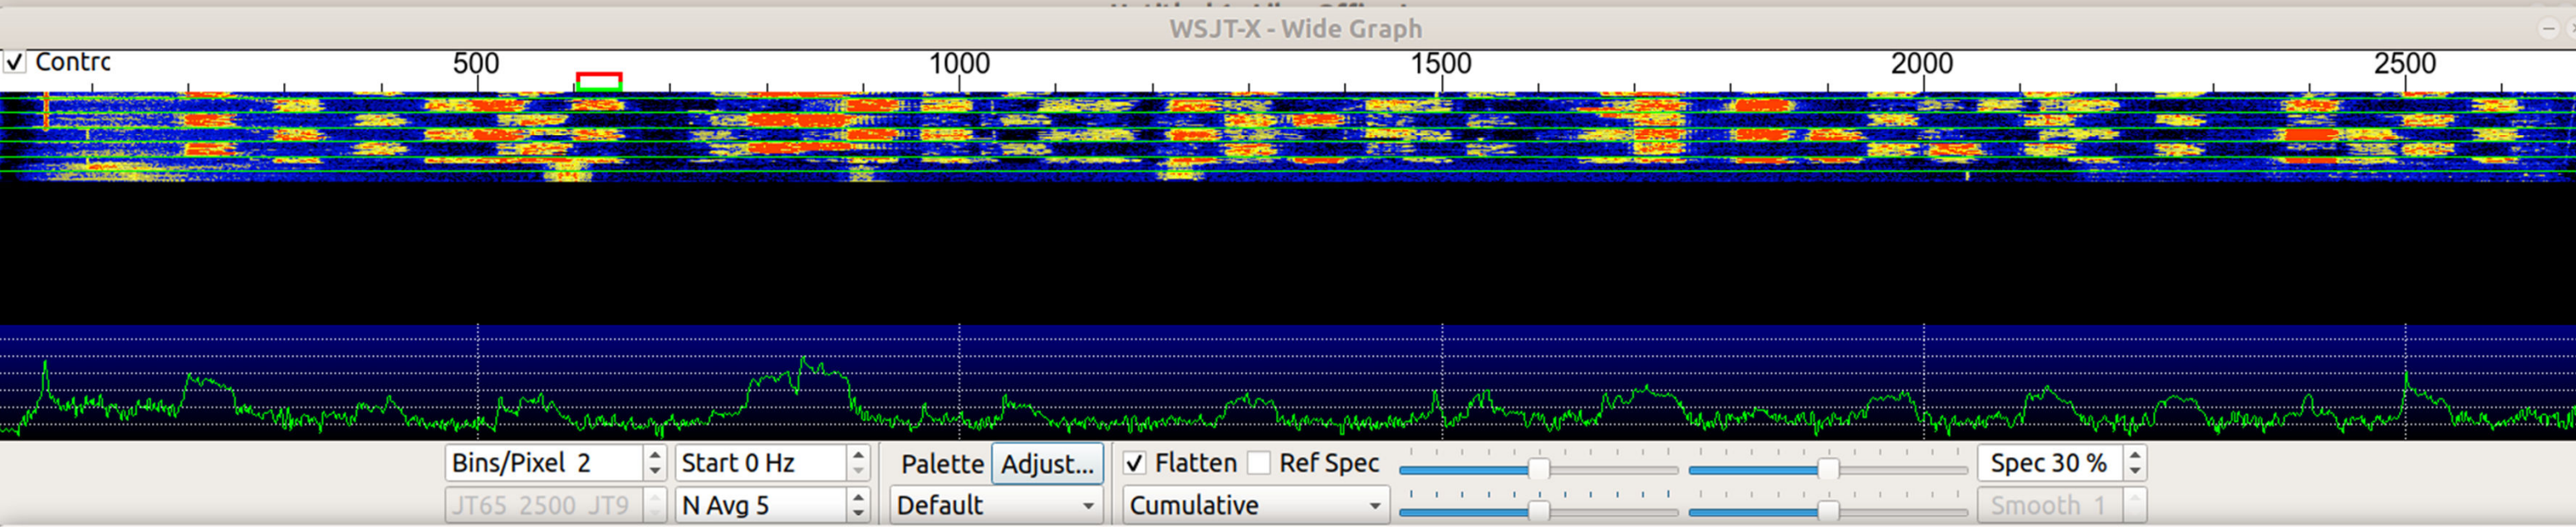 WSJT-X - Wide Graph
Contrc 500 1000 1500 2000 2500
Bins/Pixel 2 Start 0 Hz Palette Adjust... Flatten Ref Spec Spec 30 %
JT65 2500 JT9 N Avg 5 Default Cumulative Smooth 1